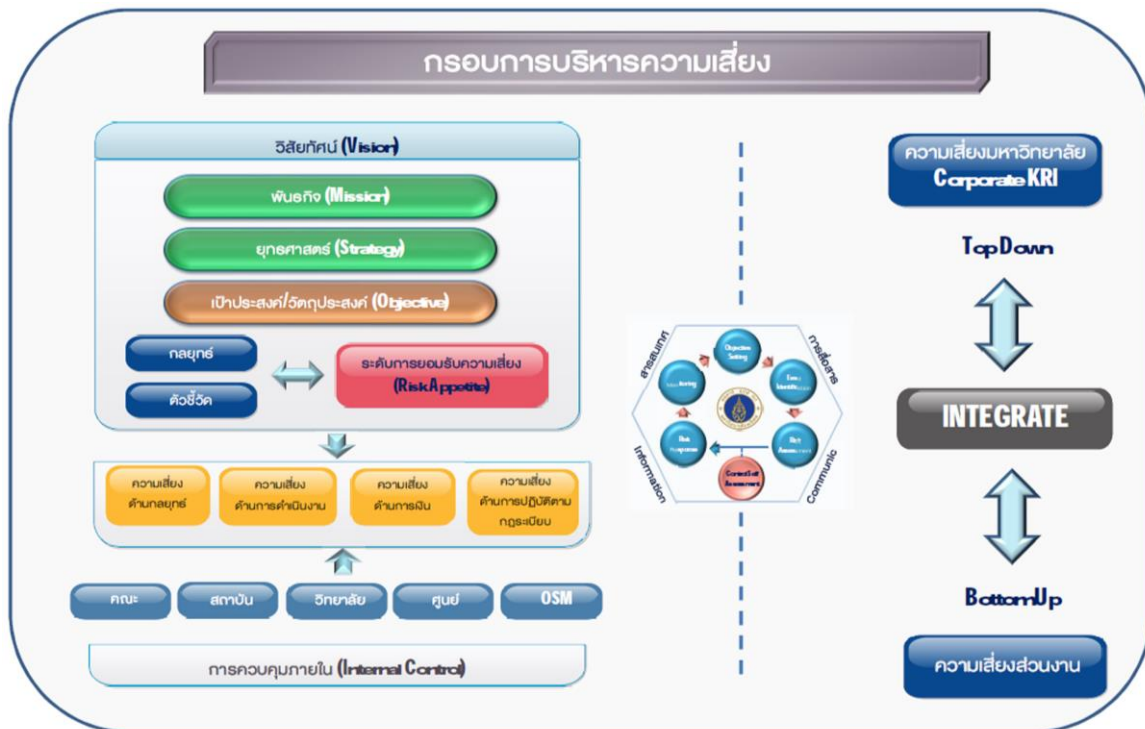 กรอบการบริหารความเสี่ยง
วิสัยทัศน์ (Vision)
พันธกิจ (Mission)
ยุทธศาสตร์ (Strategy)
เป้าประสงค์/วัตถุประสงค์ (Objective)
กลยุทธ์
ตัวชี้วัด
ระดับการยอมรับความเสี่ยง
(Risk Appetite)
ความเสี่ยง
ด้านกลยุทธ์
ความเสี่ยง
ด้านการดำเนินงาน
ความเสี่ยง
ด้านการเงิน
ความเสี่ยง
ด้านการปฏิบัติตาม
กฎระเบียบ
คณะ
สถาบัน
วิทยาลัย
ศูนย์
OSM
การควบคุมภายใน (Internal Control)
สารสนเทศ
การสื่อสาร
Objective
Setting
Event
Risk
Risk
Control Self
Assessment
Information
Communic
ความเสี่ยงมหาวิทยาลัย
Corporate KRI
Top Down
INTEGRATE
Bottom Up
ความเสี่ยงส่วนงาน